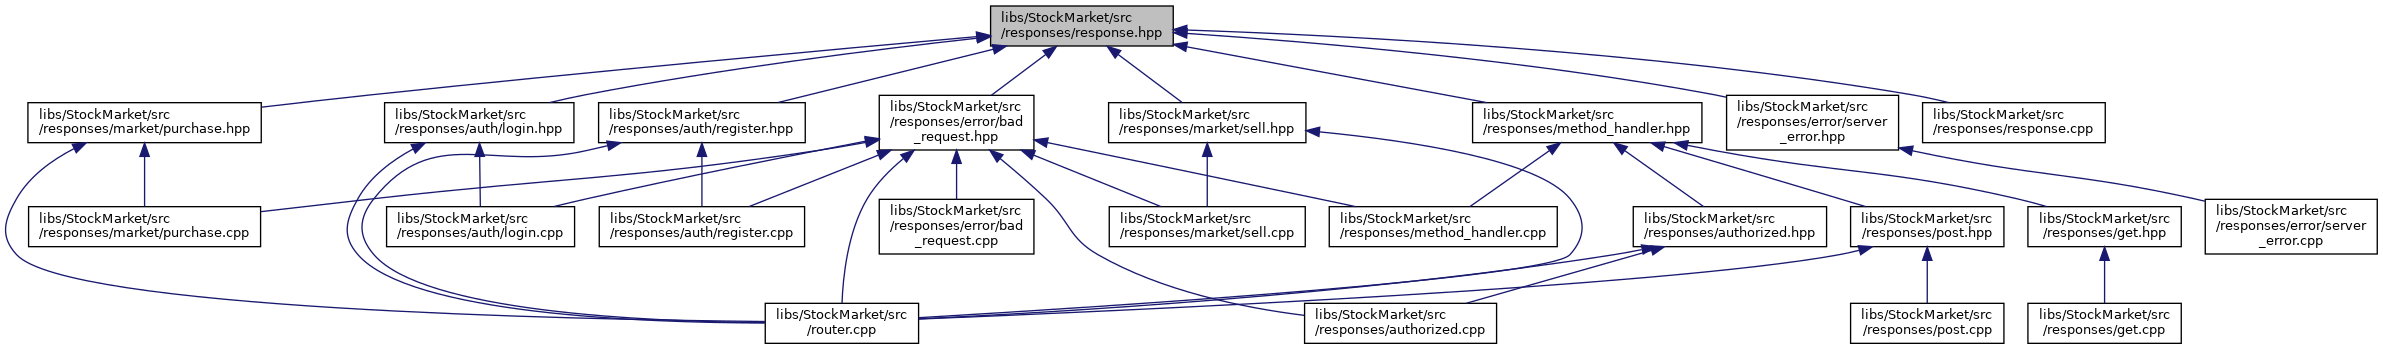 libs/StockMarket/src
/responses/response.hpp
libs/StockMarket/src
/responses/market/purchase.hpp
libs/StockMarket/src
/responses/auth/login.hpp
libs/StockMarket/src
/responses/auth/register.hpp
libs/StockMarket/src
/responses/error/bad
_request.hpp
libs/StockMarket/src
/responses/market/sell.hpp
libs/StockMarket/src
/responses/method_handler.hpp
libs/StockMarket/src
/responses/error/server
_error.hpp
libs/StockMarket/src
/responses/response.cpp
libs/StockMarket/src
/responses/market/purchase.cpp
libs/StockMarket/src
/responses/auth/login.cpp
libs/StockMarket/src
/responses/auth/register.cpp
libs/StockMarket/src
/responses/error/bad
_request.cpp
libs/StockMarket/src
/responses/market/sell.cpp
libs/StockMarket/src
/responses/method_handler.cpp
libs/StockMarket/src
/responses/authorized.hpp
libs/StockMarket/src
/responses/post.hpp
libs/StockMarket/src
/responses/get.hpp
libs/StockMarket/src
/responses/error/server
_error.cpp
libs/StockMarket/src
/router.cpp
libs/StockMarket/src
/responses/authorized.cpp
libs/StockMarket/src
/responses/post.cpp
libs/StockMarket/src
/responses/get.cpp